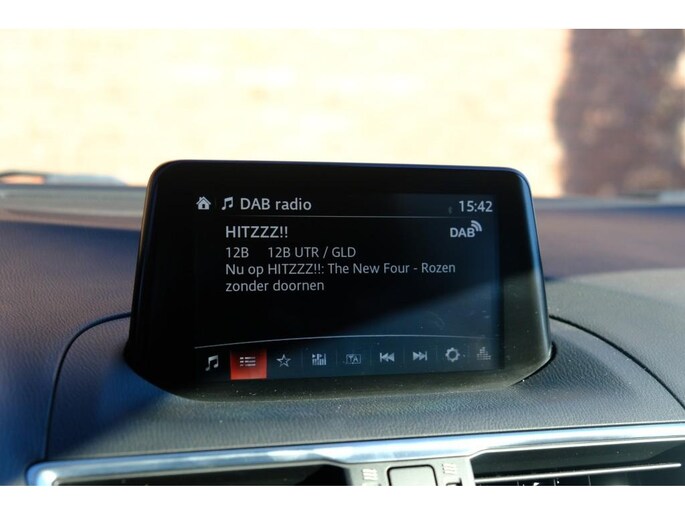 DAB radio 15:42
HITZZZ!! DAB
12B 12B UTR / GLD
Nu op HITZZZ!!: The New Four - Rozen
zonder doornen